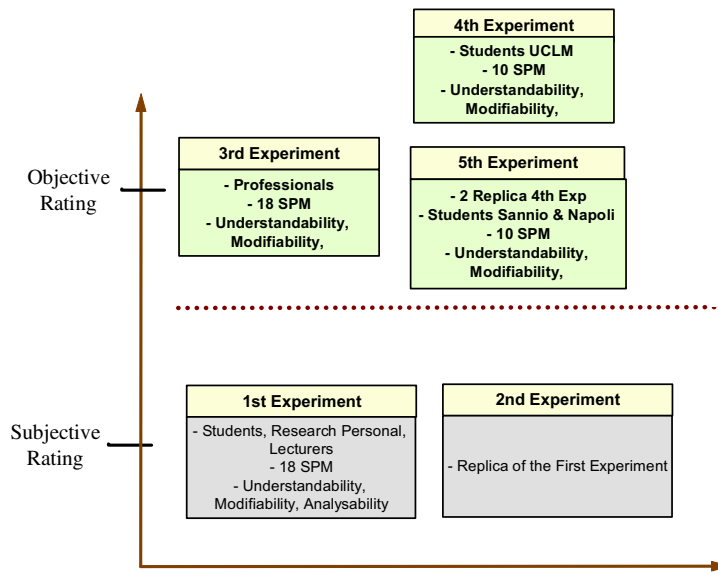 4th Experiment
- Students UCLM
- 10 SPM
- Understandability,
Modifiability,
3rd Experiment
- Professionals
- 18 SPM
- Understandability,
Modifiability,
5th Experiment
- 2 Replica 4th Exp
- Students Sannio & Napoli
- 10 SPM
- Understandability,
Modifiability,
Objective
Rating
1st Experiment
- Students, Research Personal,
Lecturers
- 18 SPM
- Understandability,
Modifiability, Analysability
2nd Experiment
- Replica of the First Experiment
Subjective
Rating